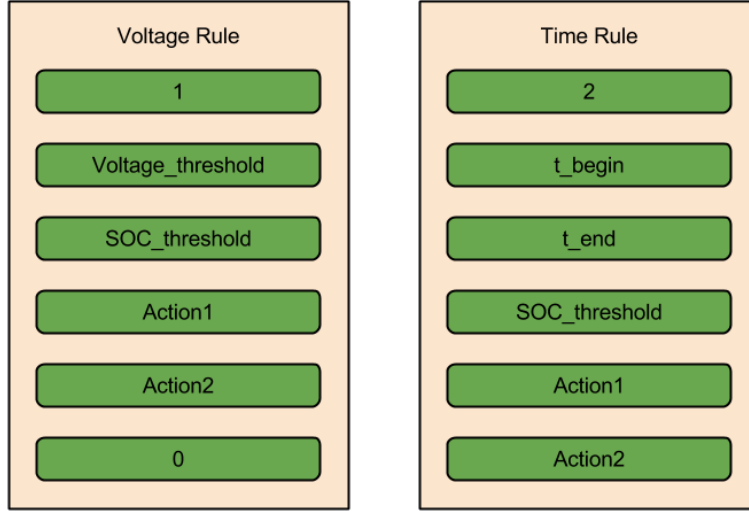 Voltage Rule
1
Voltage_threshold
SOC_threshold
Action1
Action2
0
Time Rule
2
t_begin
t_end
SOC_threshold
Action1
Action2